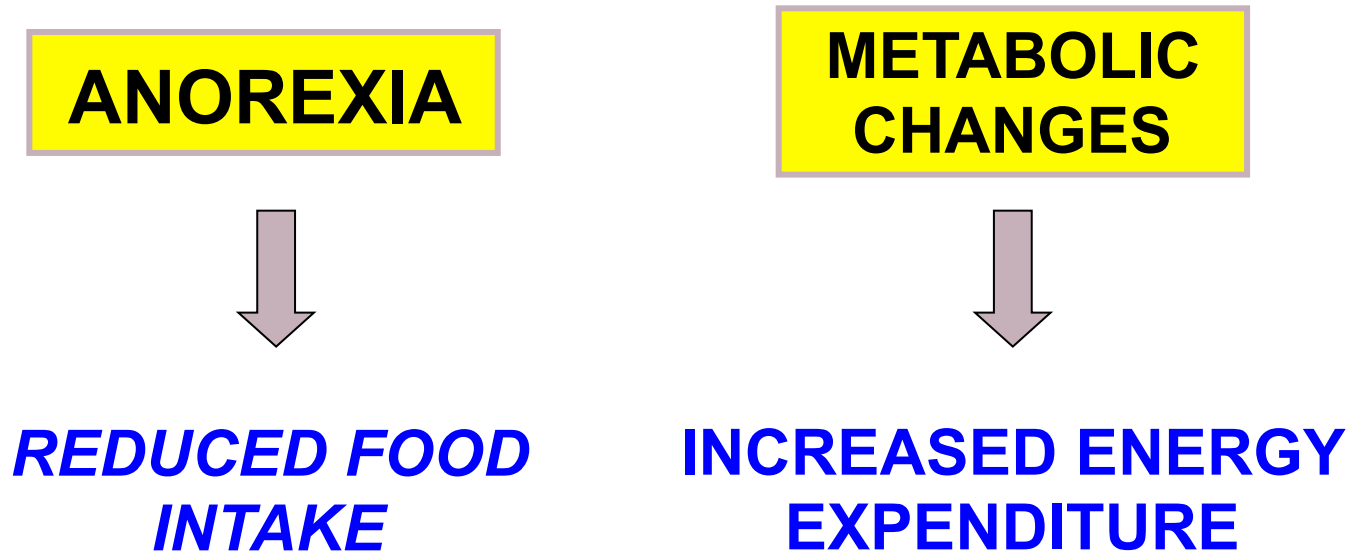 ANOREXIA
REDUCED FOOD
INTAKE
METABOLIC
CHANGES
INCREASED ENERGY
EXPENDITURE